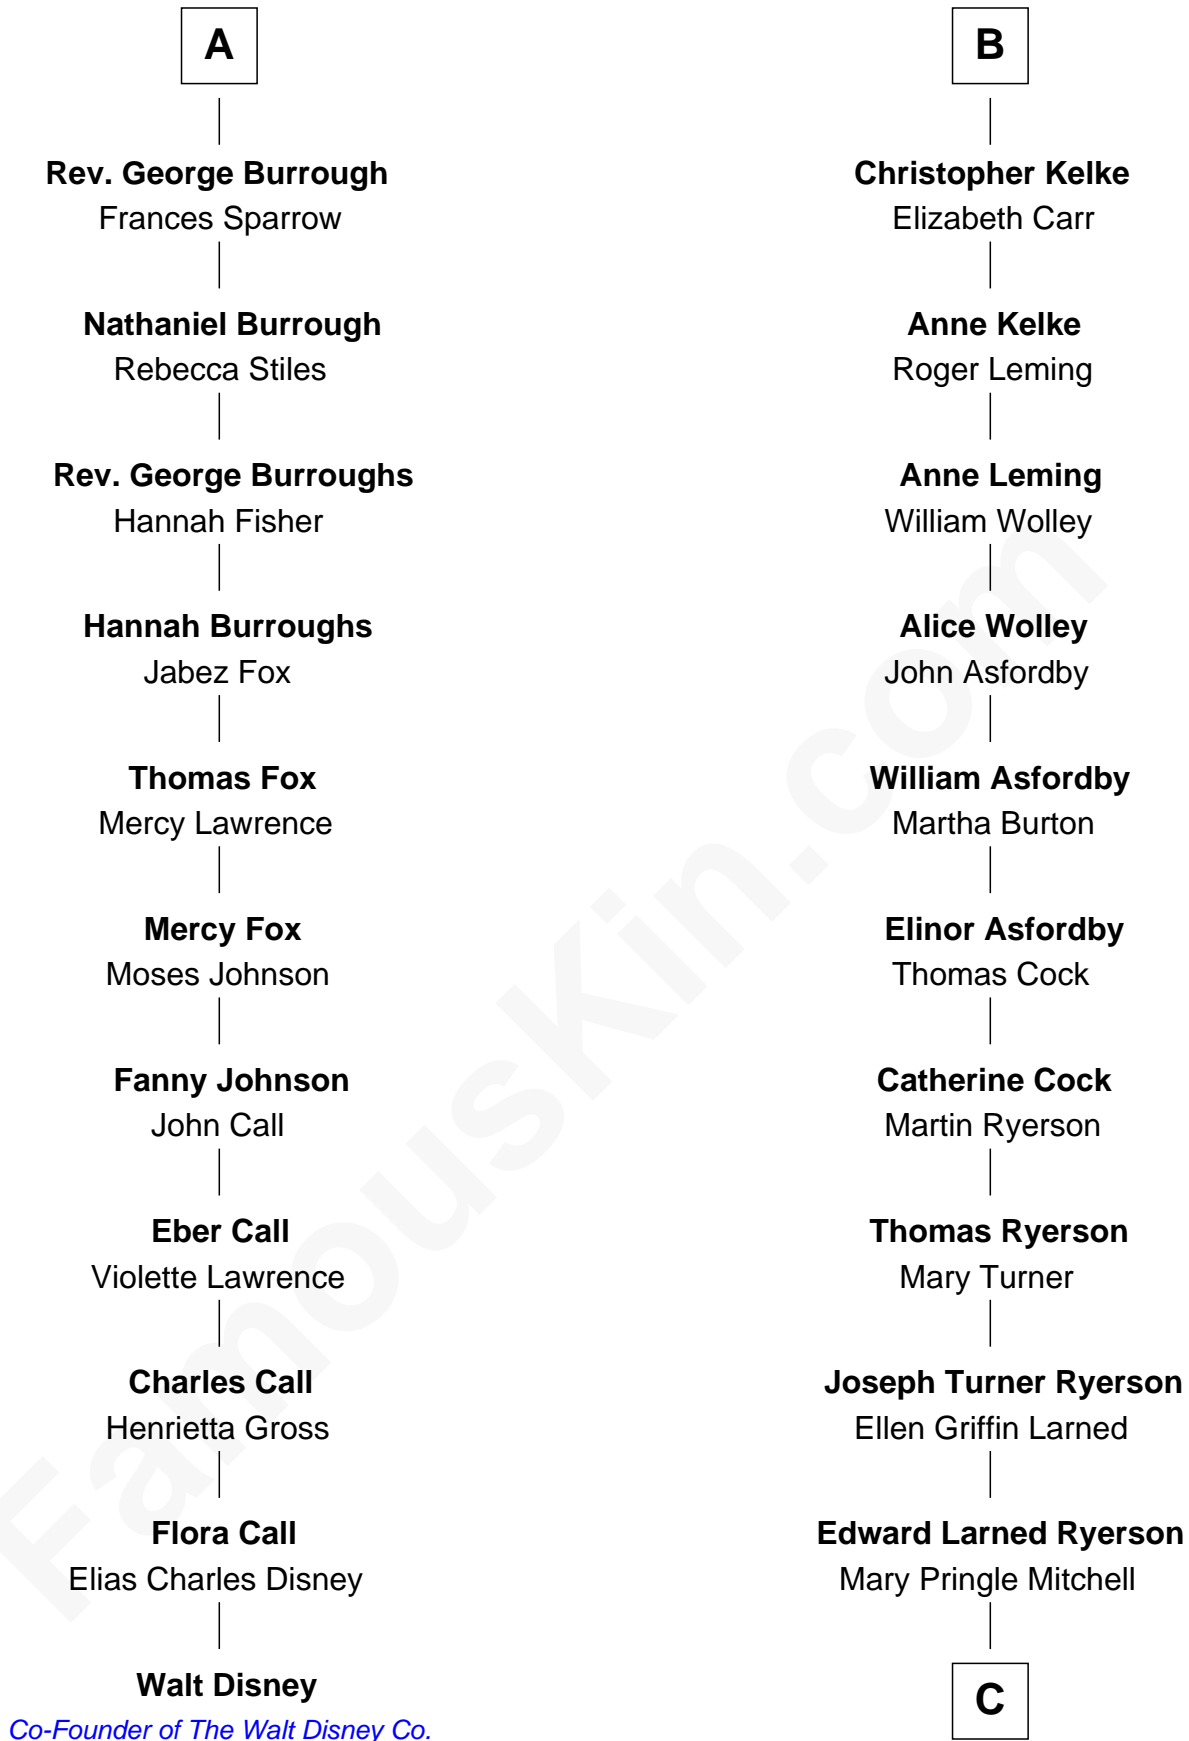 A
Rev. George Burrough
Frances Sparrow
Nathaniel Burrough
Rebecca Stiles
Rev. George Burroughs
Hannah Fisher
Hannah Burroughs
Jabez Fox
Thomas Fox
Mercy Lawrence
Mercy Fox
Moses Johnson
Fanny Johnson
John Call
Eber Call
Violette Lawrence
Charles Call
Henrietta Gross
Flora Call
Elias Charles Disney
Walt Disney
Co-Founder of The Walt Disney Co.
B
Christopher Kelke
Elizabeth Carr
Anne Kelke
Roger Leming
Anne Leming
William Wolley
Alice Wolley
John Asfordby
William Asfordby
Martha Burton
Elinor Asfordby
Thomas Cock
Catherine Cock
Martin Ryerson
Thomas Ryerson
Mary Turner
Joseph Turner Ryerson
Ellen Griffin Larned
Edward Larned Ryerson
Mary Pringle Mitchell
C
FamousKin.com